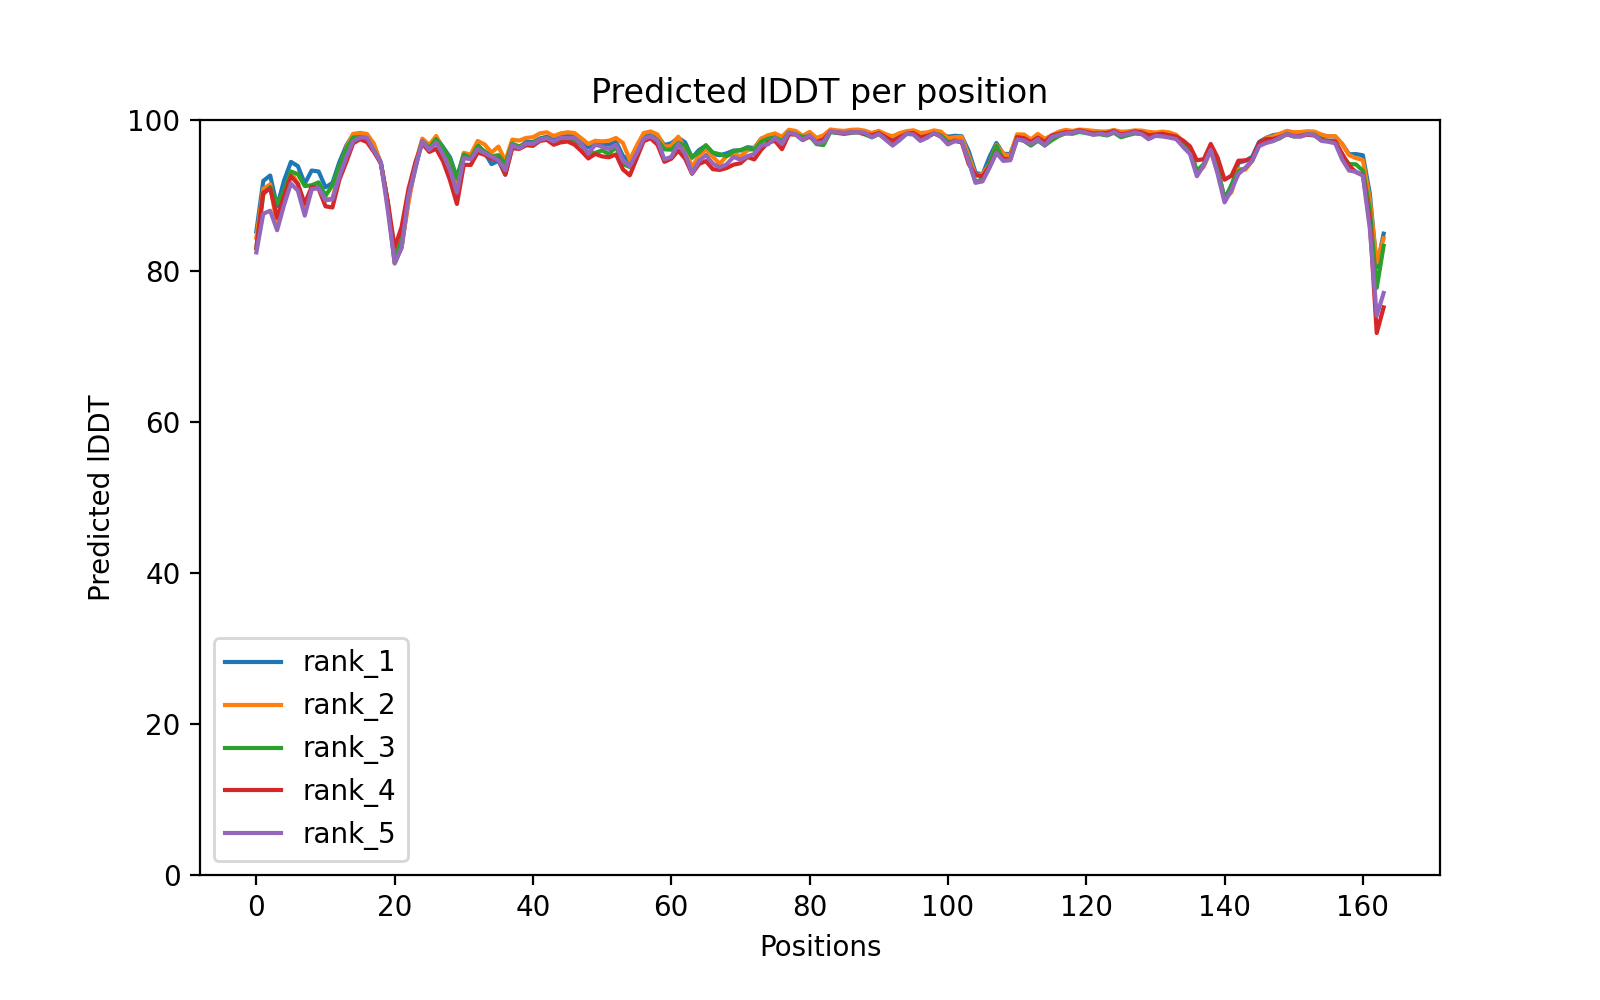 Predicted lDDT per position
100
80
60
40
20
0
Predicted lDDT
rank_1
rank_2
rank_3
rank_4
rank_5
0 20 40 60 80 100 120 140 160
Positions